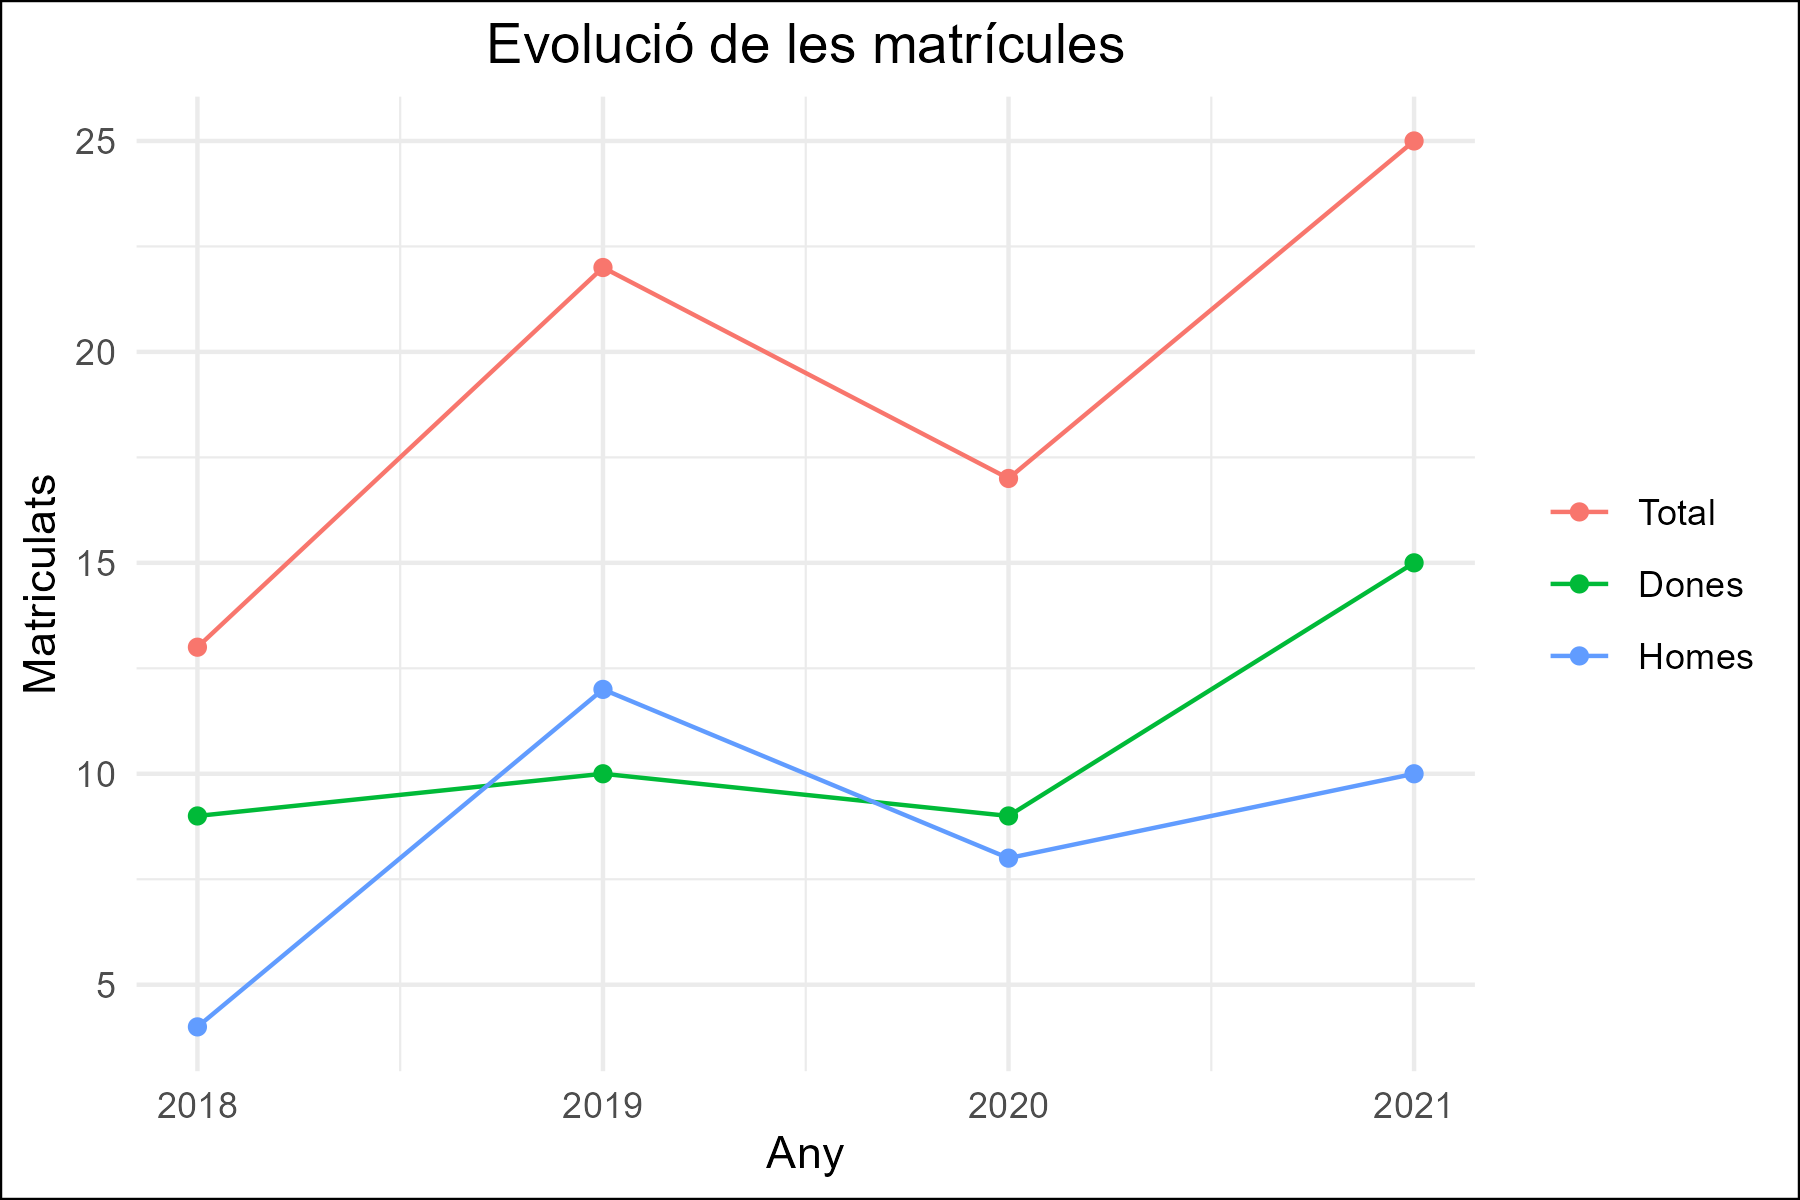 Evolució de les matrícules
25
20
15
10
5
Matriculats
2018 2019 2020 2021
Any
Total
Dones
Homes